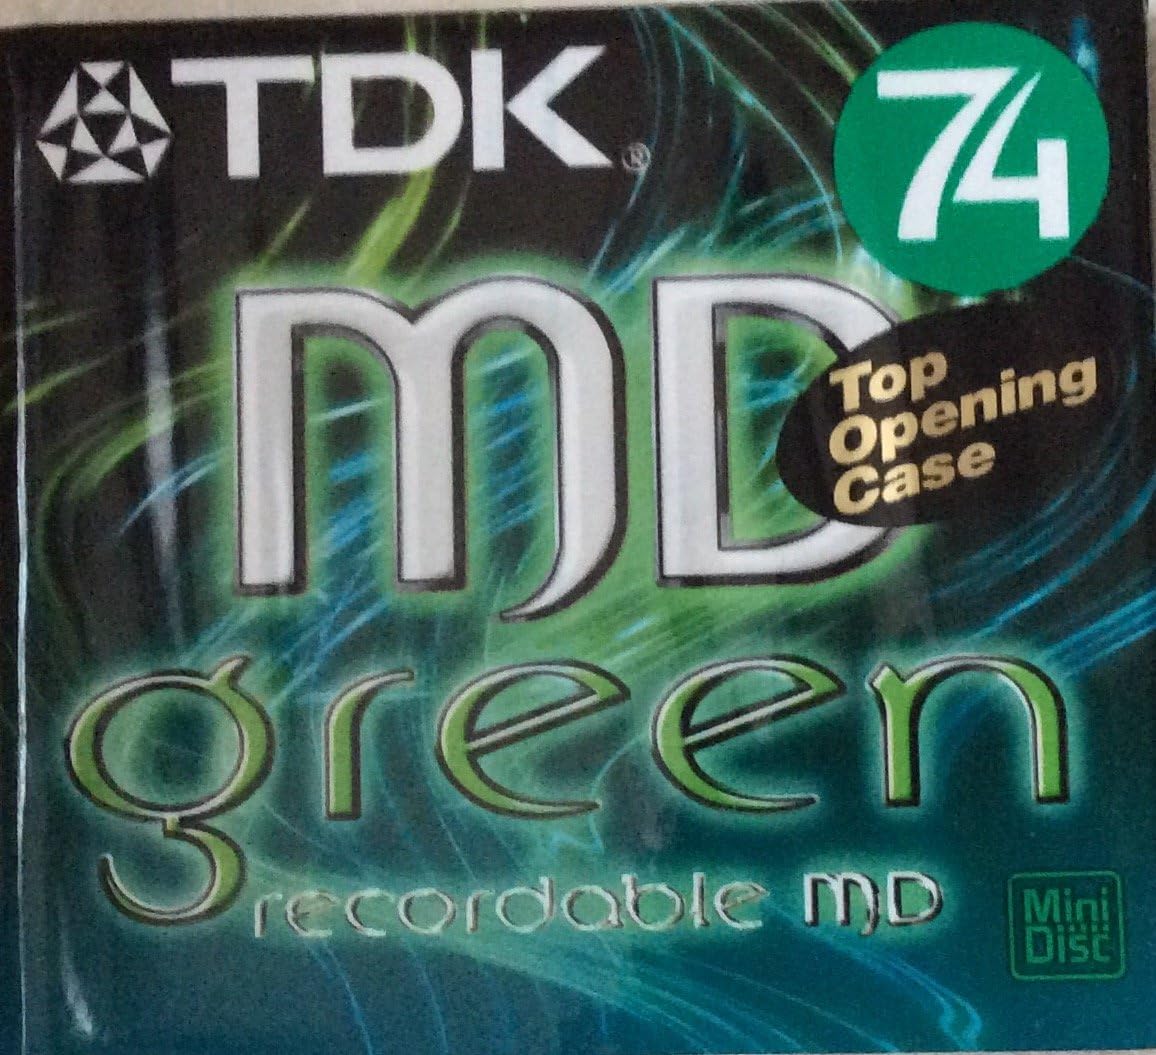 TDK®
74
MD
Top
Opening
Case
green
recordable MD
Mini
Disc